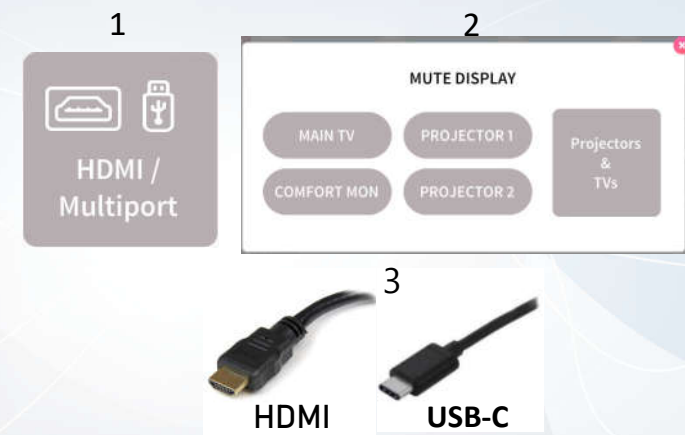 1
HDMI /
Multiport
2
MUTE DISPLAY
MAIN TV
PROJECTOR 1
COMFORT MON
PROJECTOR 2
Projectors
&
TVs
3
HDMI
USB-C